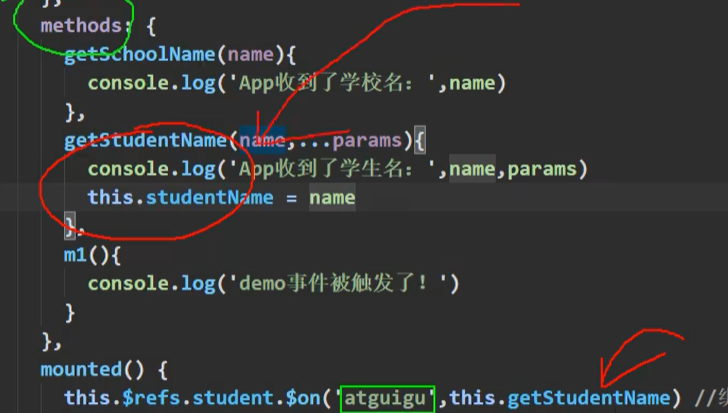 methods: {
getSchoolName(name){
console.log('App收到了学校名：',name)
},
getStudentName(name,...params){
console.log('App收到了学生名：',name,params)
this.studentName = name
},
m1(){
console.log('demo事件被触发了！')
}
},
mounted() {
this.$refs.student.$on('atguigu',this.getStudentName) //